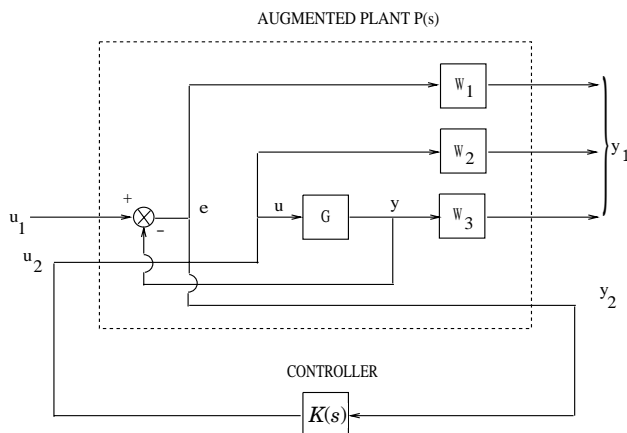 AUGMENTED PLANT P(s)
W1
W2
y1
+
e
u
G
y
W3
u1
−
u2
y2
CONTROLLER
K(s)